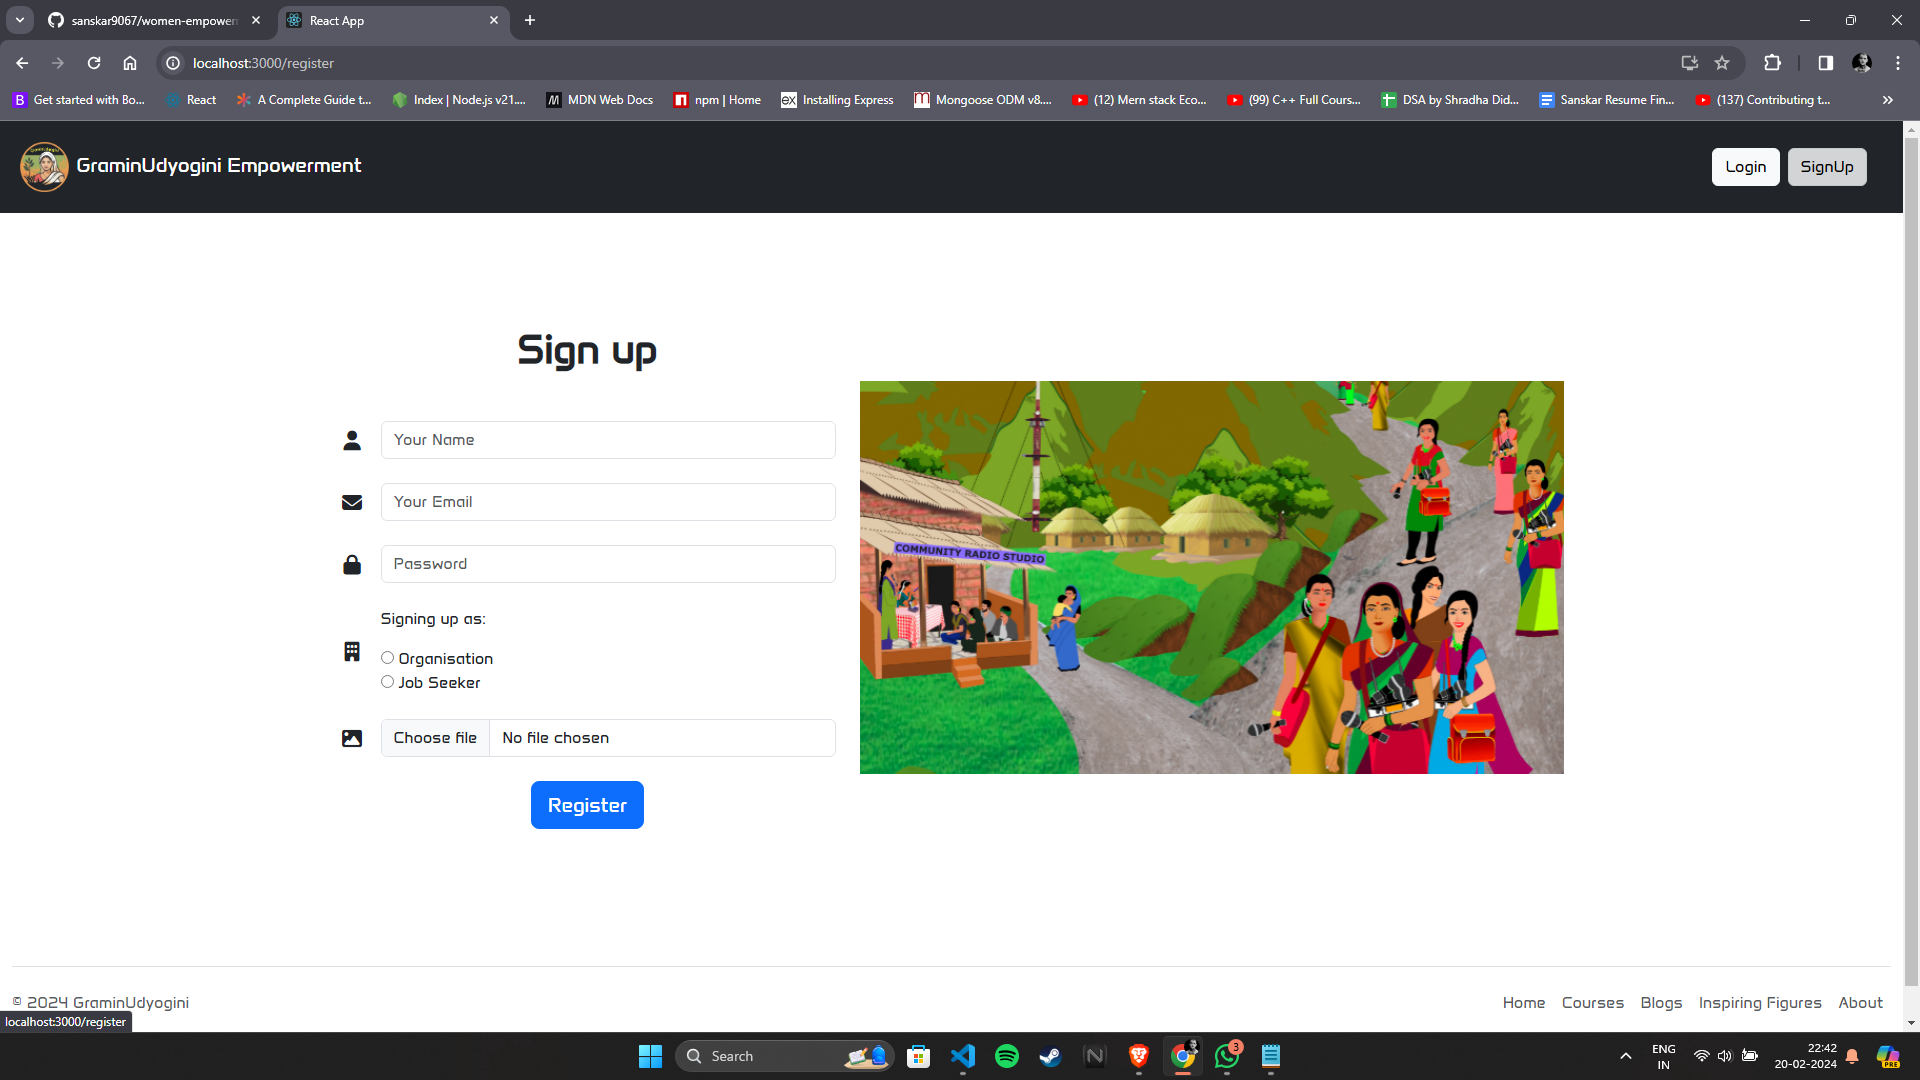 sanskar9067/women-empowerm
React App
localhost:3000/register
Get started with Bo...
React
A Complete Guide t...
Index | Node.js v21....
MDN Web Docs
npm | Home
Installing Express
Mongoose ODM v8....
(12) Mern stack Eco...
(99) C++ Full Cours...
DSA by Shradha Did...
Sanskar Resume Fin...
(137) Contributing t...
GraminUdyogini Empowerment
Login
SignUp
Sign up
Your Name
Your Email
Password
Signing up as:
Organisation
Job Seeker
Choose file
No file chosen
Register
COMMUNITY RADIO STUDIO
© 2024 GraminUdyogini
Home
Courses
Blogs
Inspiring Figures
About
localhost:3000/register
Search
3
ENG
IN
22:42
20-02-2024
PRE